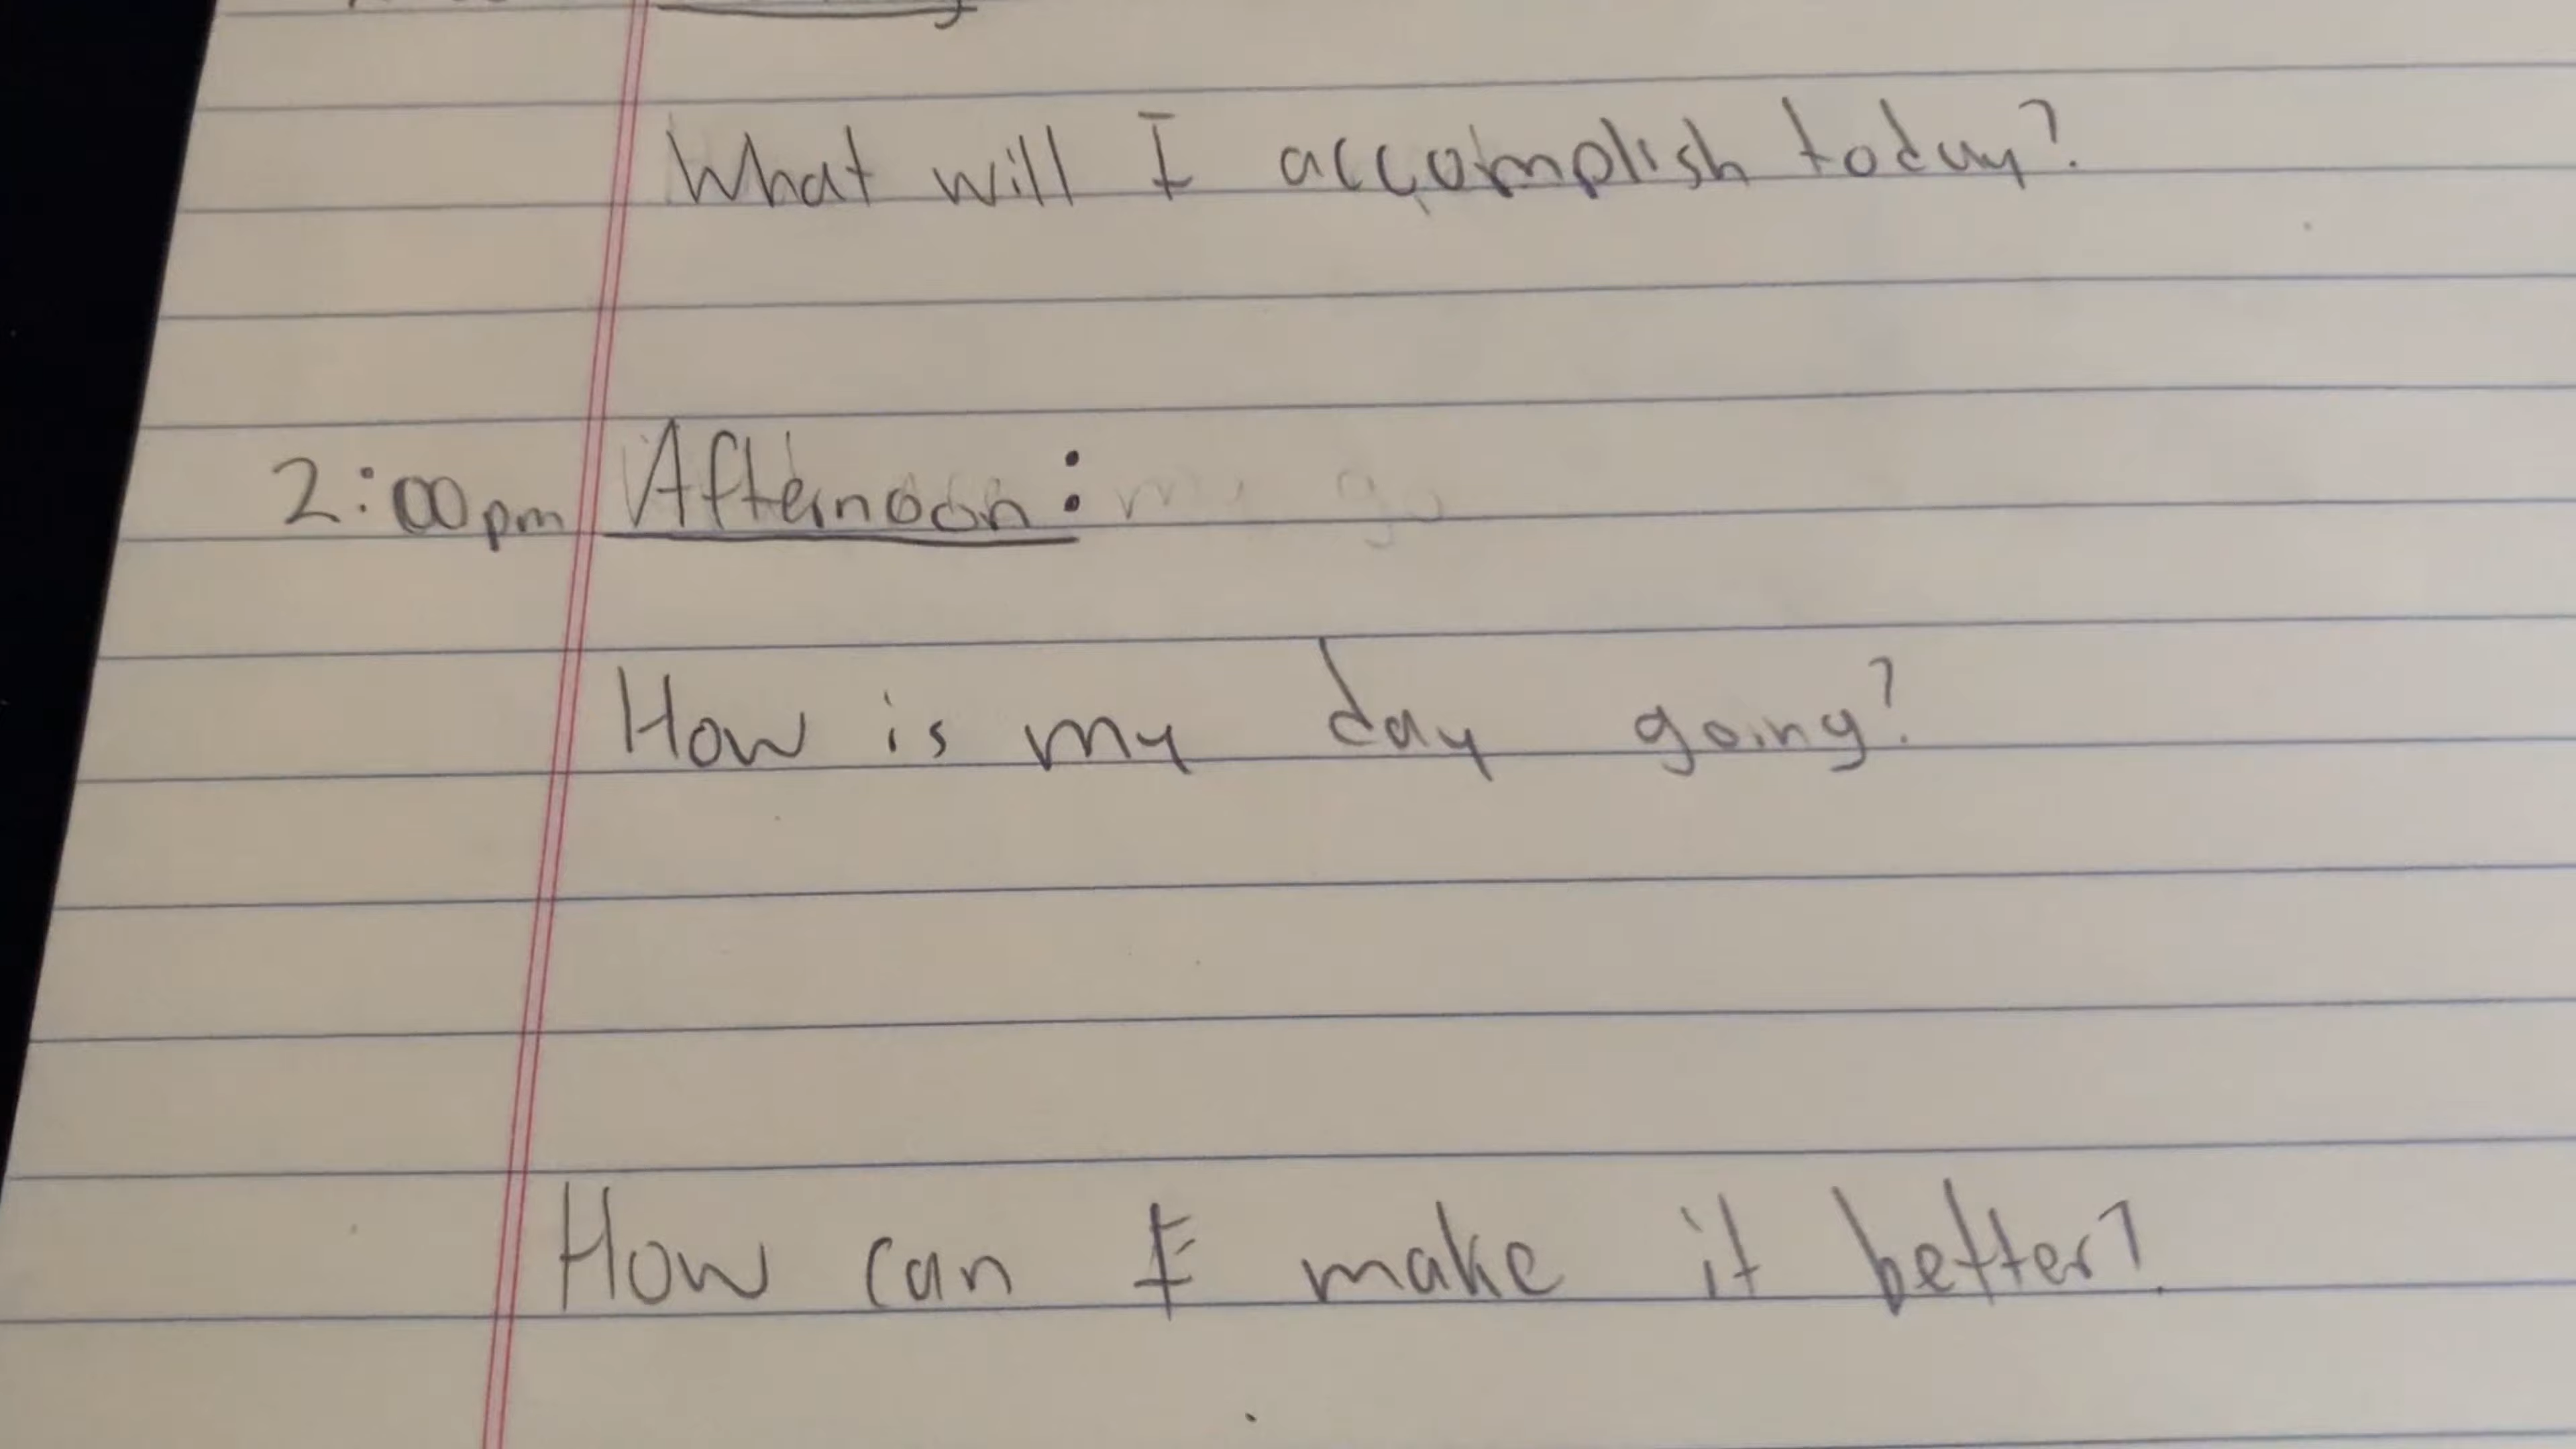 What will I accomplish today?
2:00pm Afternoon:
How is my day going?
How can I make it better?